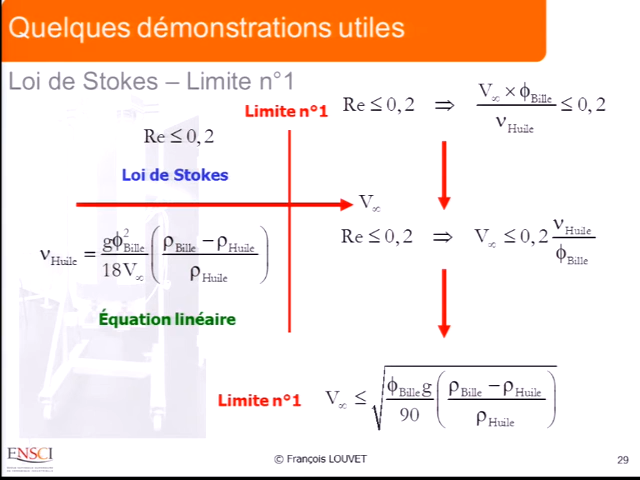 Quelques démonstrations utiles
Loi de Stokes – Limite n°1
Limite n°1
Re ≤ 0,2 ⇒ V∞ × ϕBille / νHuile ≤ 0,2
Re ≤ 0,2
Loi de Stokes
V∞
νHuile = gϕ²Bille / 18V∞ (ρBille − ρHuile / ρHuile)
Re ≤ 0,2 ⇒ V∞ ≤ 0,2 νHuile / ϕBille
Équation linéaire
Limite n°1
V∞ ≤ √(ϕBille g / 90 (ρBille − ρHuile / ρHuile))
ENSCI
© François LOUVET
29